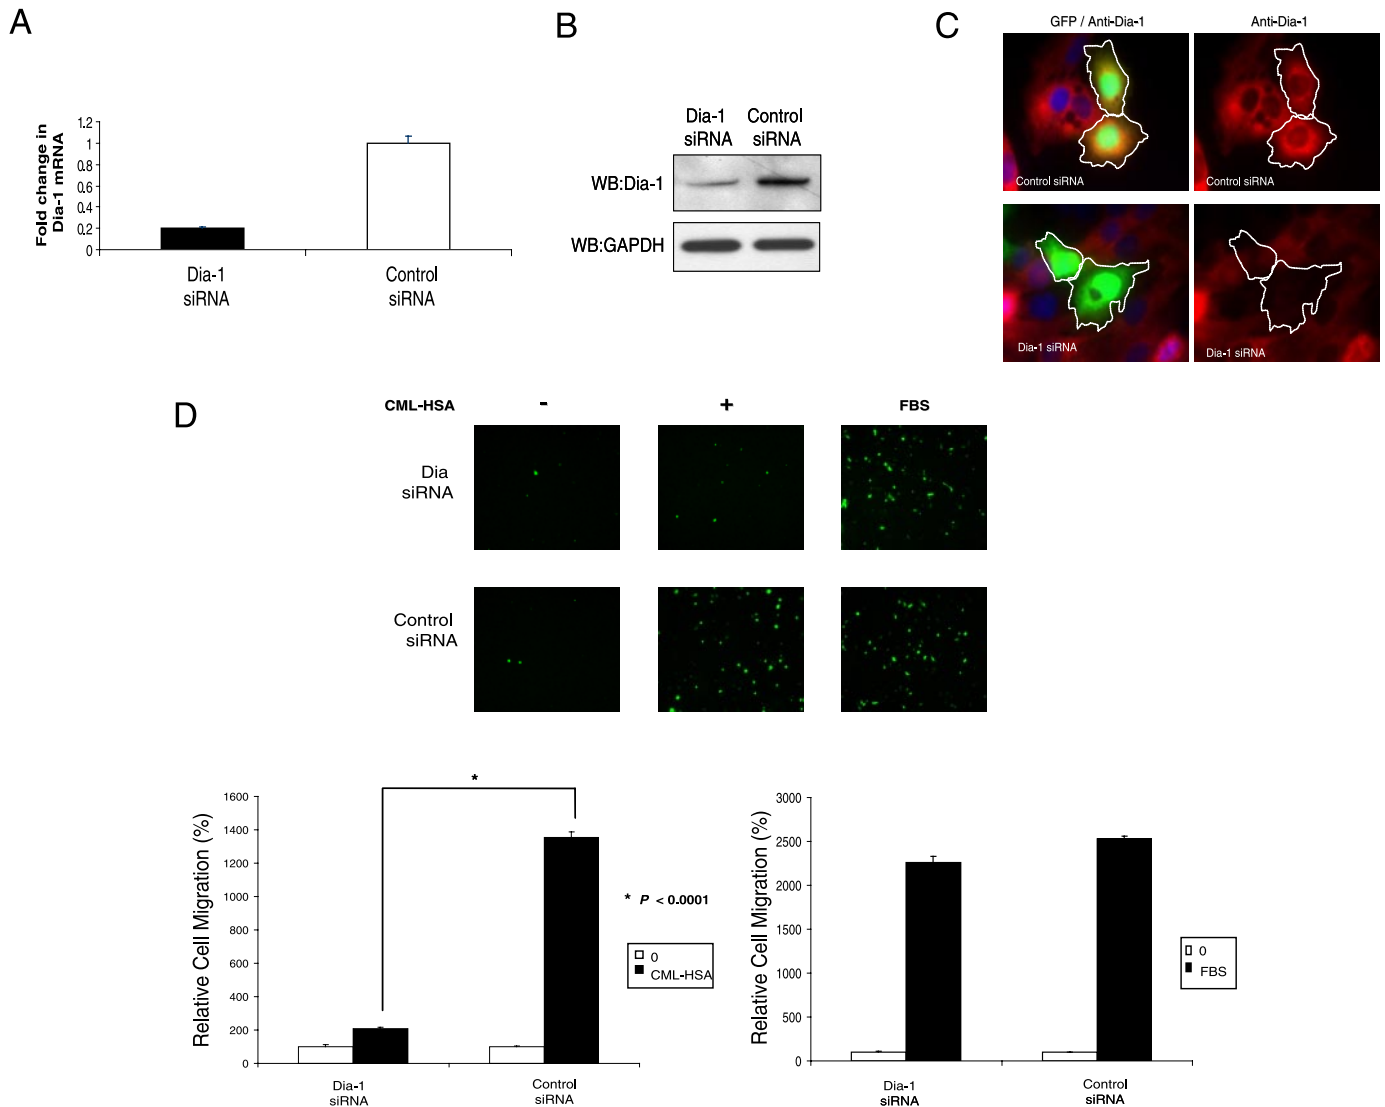 A
Fold change in
Dia-1 mRNA
1.2
1
0.8
0.6
0.4
0.2
0
Dia-1
siRNA
Control
siRNA
B
Dia-1
siRNA
Control
siRNA
WB:Dia-1
WB:GAPDH
C
GFP / Anti-Dia-1
Anti-Dia-1
Control siRNA
Control siRNA
Dia-1 siRNA
Dia-1 siRNA
D
CML-HSA
-
+
FBS
Dia
siRNA
Control
siRNA
Relative Cell Migration (%)
1600
1400
1200
1000
800
600
400
200
0
*
Dia-1
siRNA
Control
siRNA
* P < 0.0001
0
CML-HSA
Relative Cell Migration (%)
3000
2500
2000
1500
1000
500
0
Dia-1
siRNA
Control
siRNA
0
FBS